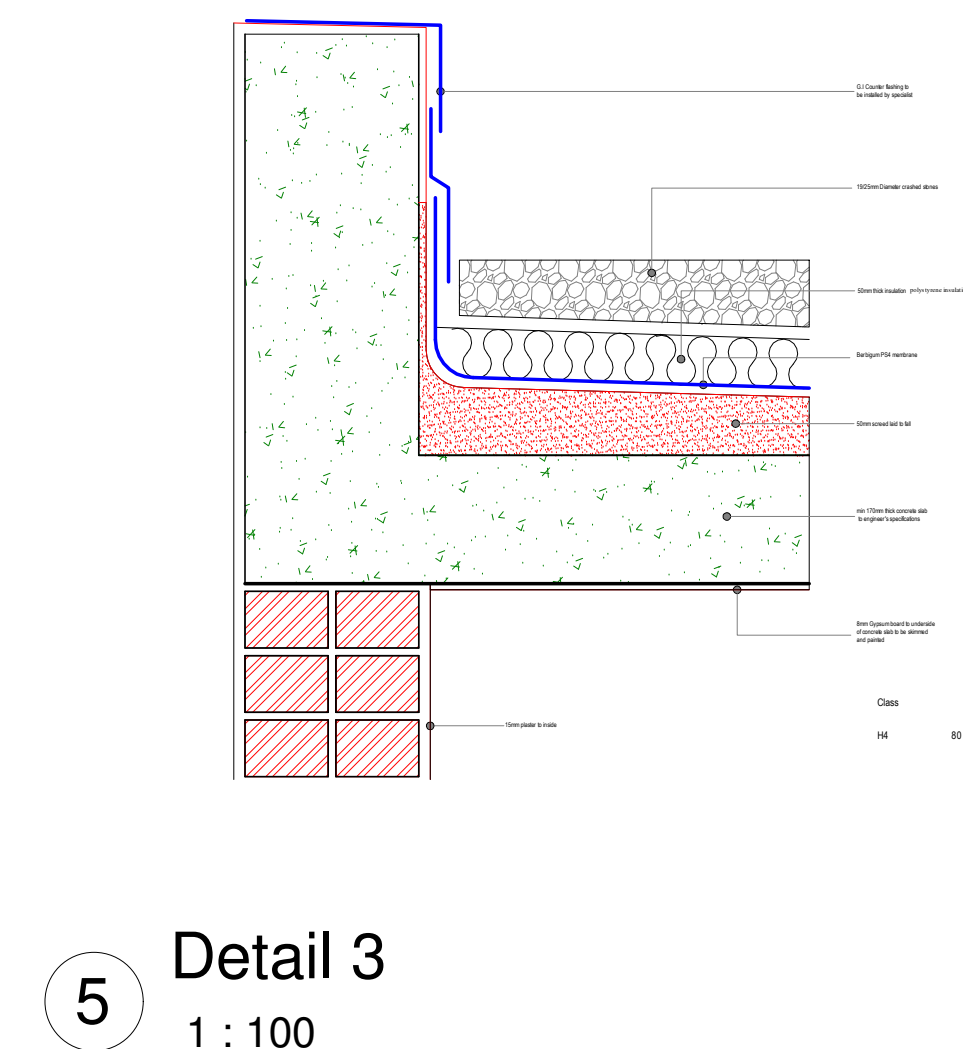 G.I Counter flashing to
be installed by specialist
19/25mm Diameter crashed stones
50mm thick insulation polystyrene insulati
Berbigum PS4 membrane
50mm screed laid to fall
min 170mm thick concrete slab
to engineer's specifications
8mm Gypsum board to underside
of concrete slab to be skimmed
and painted
15mm plaster to inside
Class
H4 80
5
Detail 3
1 : 100